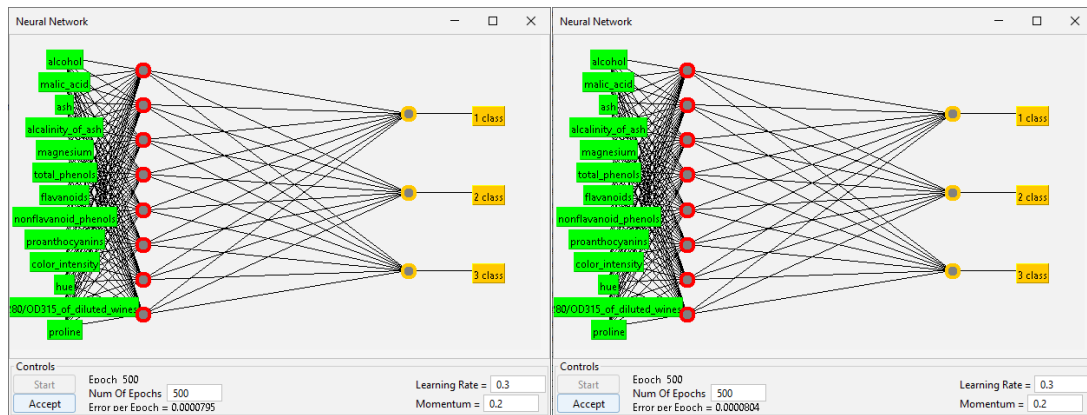 Neural Network
alcohol
malic_acid
ash
alcalinity_of_ash
magnesium
total_phenols
flavanoids
nonflavanoid_phenols
proanthocyanins
color_intensity
hue
280/OD315_of_diluted_wines
proline
1 class
2 class
3 class
Controls
Start
Accept
Epoch 500
Num Of Epochs 500
Error per Epoch = 0.0000795
Learning Rate = 0.3
Momentum = 0.2
Neural Network
alcohol
malic_acid
ash
alcalinity_of_ash
magnesium
total_phenols
flavanoids
nonflavanoid_phenols
proanthocyanins
color_intensity
hue
280/OD315_of_diluted_wines
proline
1 class
2 class
3 class
Controls
Start
Accept
Epoch 500
Num Of Epochs 500
Error per Epoch = 0.0000804
Learning Rate = 0.3
Momentum = 0.2